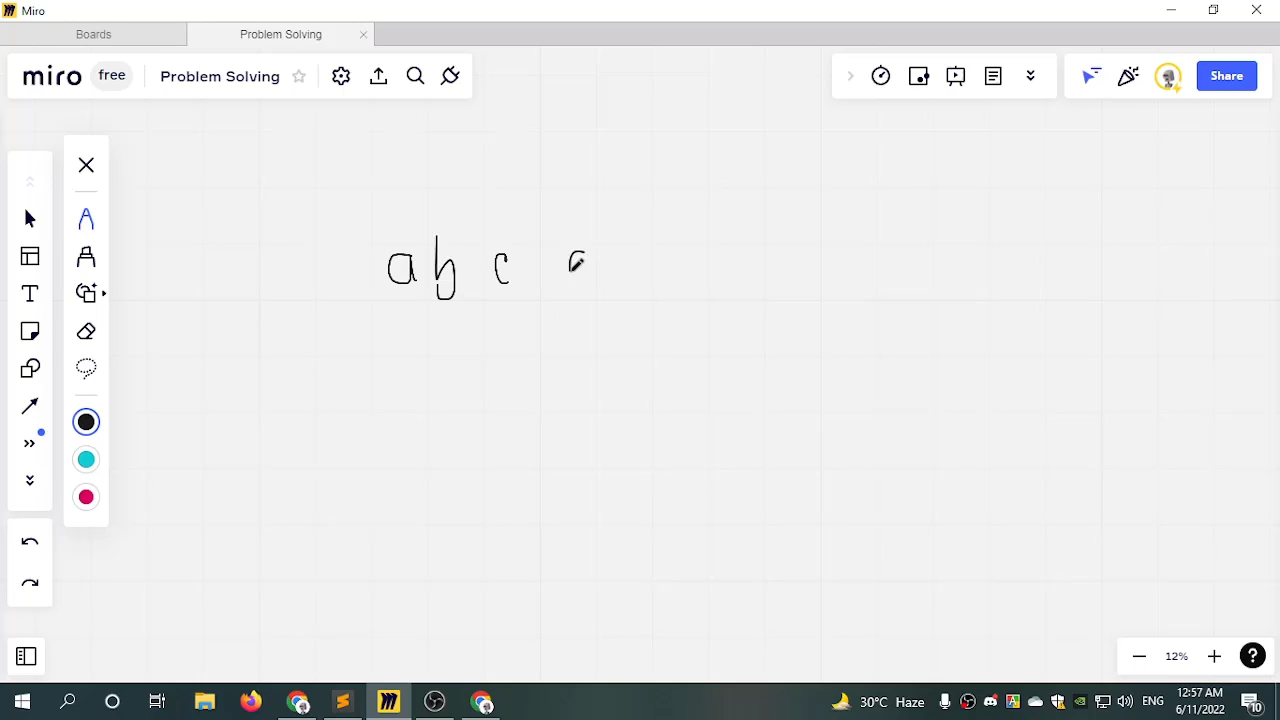 Miro
Boards
Problem Solving
miro free Problem Solving
Share
a b c
12%
30°C Haze
ENG
12:57 AM
6/11/2022
10